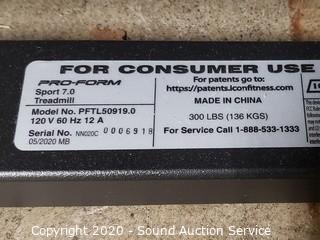 FOR CONSUMER USE
PRO-FORM
Sport 7.0
Treadmill
Model No. PFTL50919.0
120 V 60 Hz 12 A
Serial No. NN020C 0006918
05/2020 MB
For patents go to:
https://patents.iconfitness.com
MADE IN CHINA
300 LBS (136 KGS)
For Service Call 1-888-533-1333
Copyright 2020 - Sound Auction Service